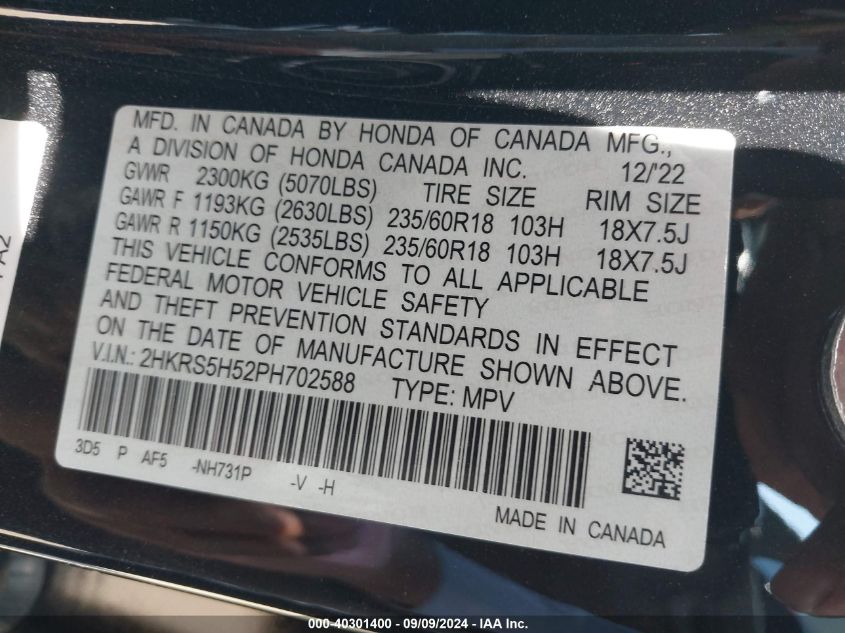 MFD. IN CANADA BY HONDA OF CANADA MFG.,
A DIVISION OF HONDA CANADA INC. 12/'22
GVWR 2300KG (5070LBS) TIRE SIZE RIM SIZE
GAWR F 1193KG (2630LBS) 235/60R18 103H 18X7.5J
GAWR R 1150KG (2535LBS) 235/60R18 103H 18X7.5J
THIS VEHICLE CONFORMS TO ALL APPLICABLE
FEDERAL MOTOR VEHICLE SAFETY
AND THEFT PREVENTION STANDARDS IN EFFECT
ON THE DATE OF MANUFACTURE SHOWN ABOVE.
V.I.N.: 2HKRS5H52PH702588 TYPE: MPV
3D5 P AF5 -NH731P -V -H
MADE IN CANADA
000-40301400 - 09/09/2024 - IAA Inc.